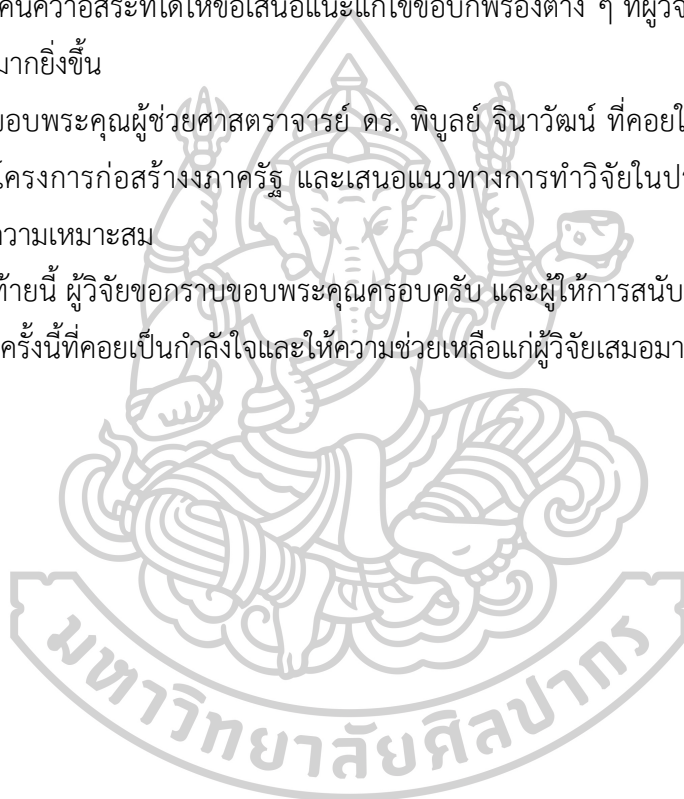 ค้นคว้าอิสระที่ได้ให้ข้อเสนอแนะแก้ไขข้อบกพร่องต่าง ๆ ที่ผู้วิจ
มากยิ่งขึ้น
ขอบพระคุณผู้ช่วยศาสตราจารย์ ดร. พิบูลย์ จินาวัฒน์ ที่คอยใ
โครงการก่อสร้างงภาครัฐ และเสนอแนวทางการทำวิจัยในป
วามเหมาะสม
ท้ายนี้ ผู้วิจัยขอกราบขอบพระคุณครอบครับ และผู้ให้การสนับ
ครั้งนี้ที่คอยเป็นกำลังใจและให้ความช่วยเหลือแก่ผู้วิจัยเสมอมา
มหาวิทยาลัยศิลปากร